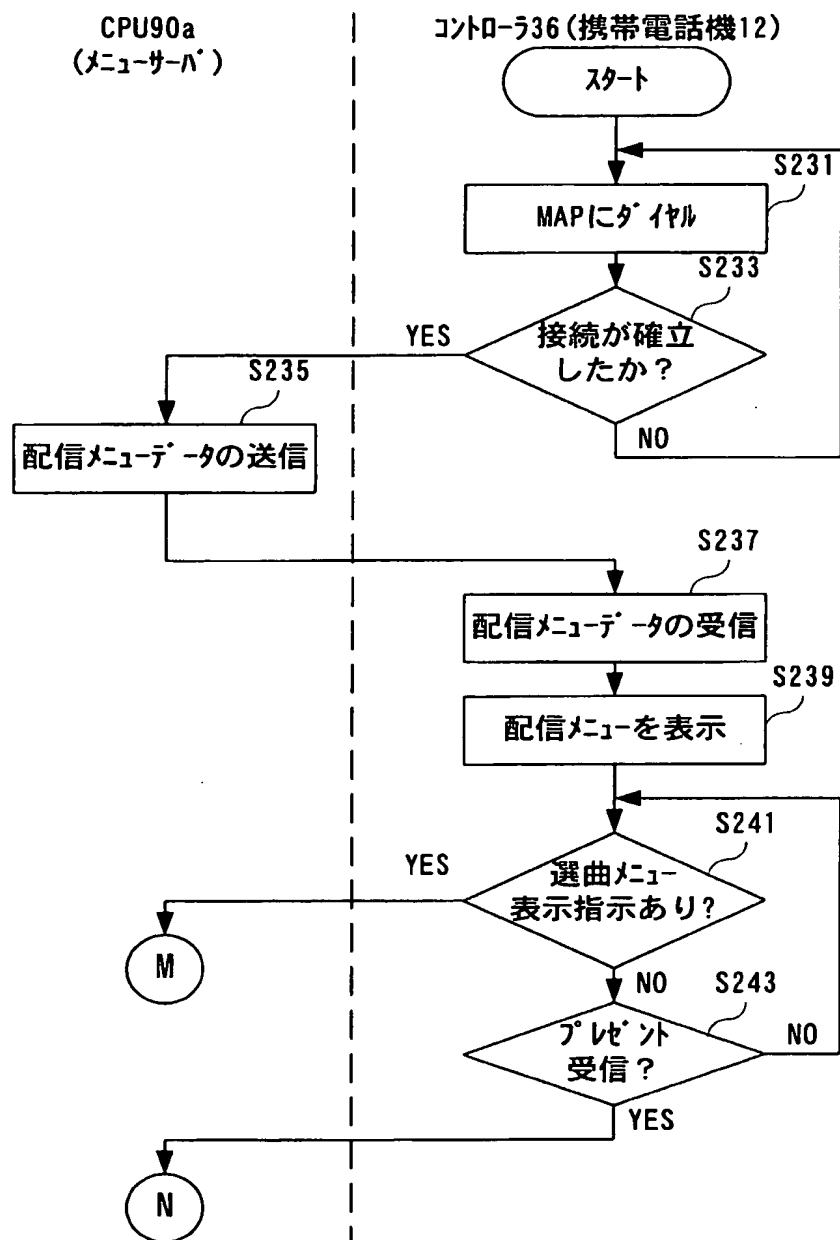 CPU90a
(ﾒﾆｭｰサーﾊﾞ)
ｺﾝﾄﾛｰﾗ36(携帯電話機12)
ｽﾀｰﾄ
S231
MAPにﾀﾞｲﾔﾙ
S233
接続が確立
したか？
YES
NO
S235
配信ﾒﾆｭｰﾃﾞｰﾀの送信
S237
配信ﾒﾆｭｰﾃﾞｰﾀの受信
S239
配信ﾒﾆｭｰを表示
S241
選曲ﾒﾆｭｰ
表示指示あり?
YES
M
NO
S243
ﾌﾟﾚｾﾞﾝﾄ
受信？
NO
YES
N